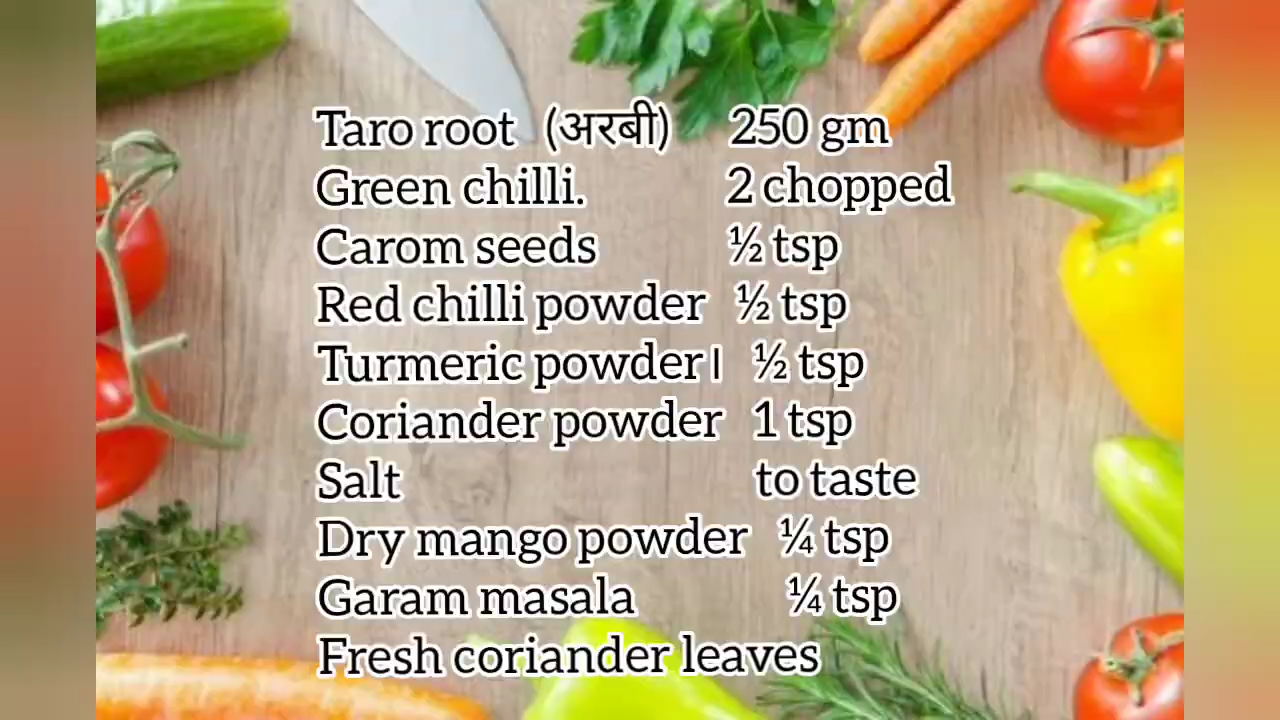 Taro root (अरबी) 250 gm
Green chilli. 2 chopped
Carom seeds ½ tsp
Red chilli powder ½ tsp
Turmeric powder। ½ tsp
Coriander powder 1 tsp
Salt to taste
Dry mango powder ¼ tsp
Garam masala ¼ tsp
Fresh coriander leaves